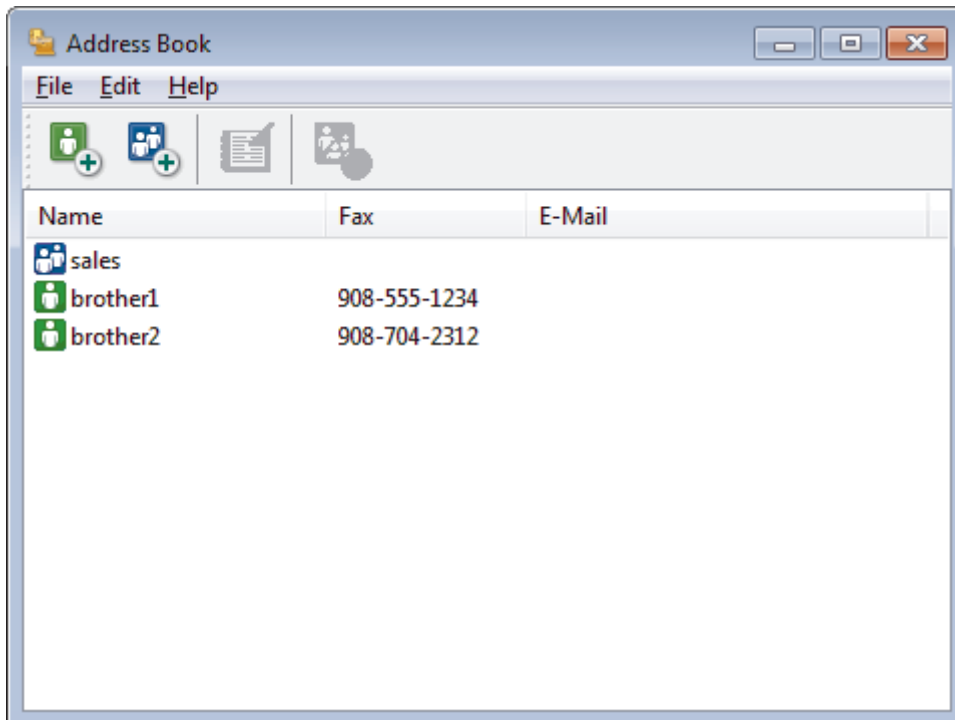 Address Book
File Edit Help
Name Fax E-Mail
sales
brother1 908-555-1234
brother2 908-704-2312